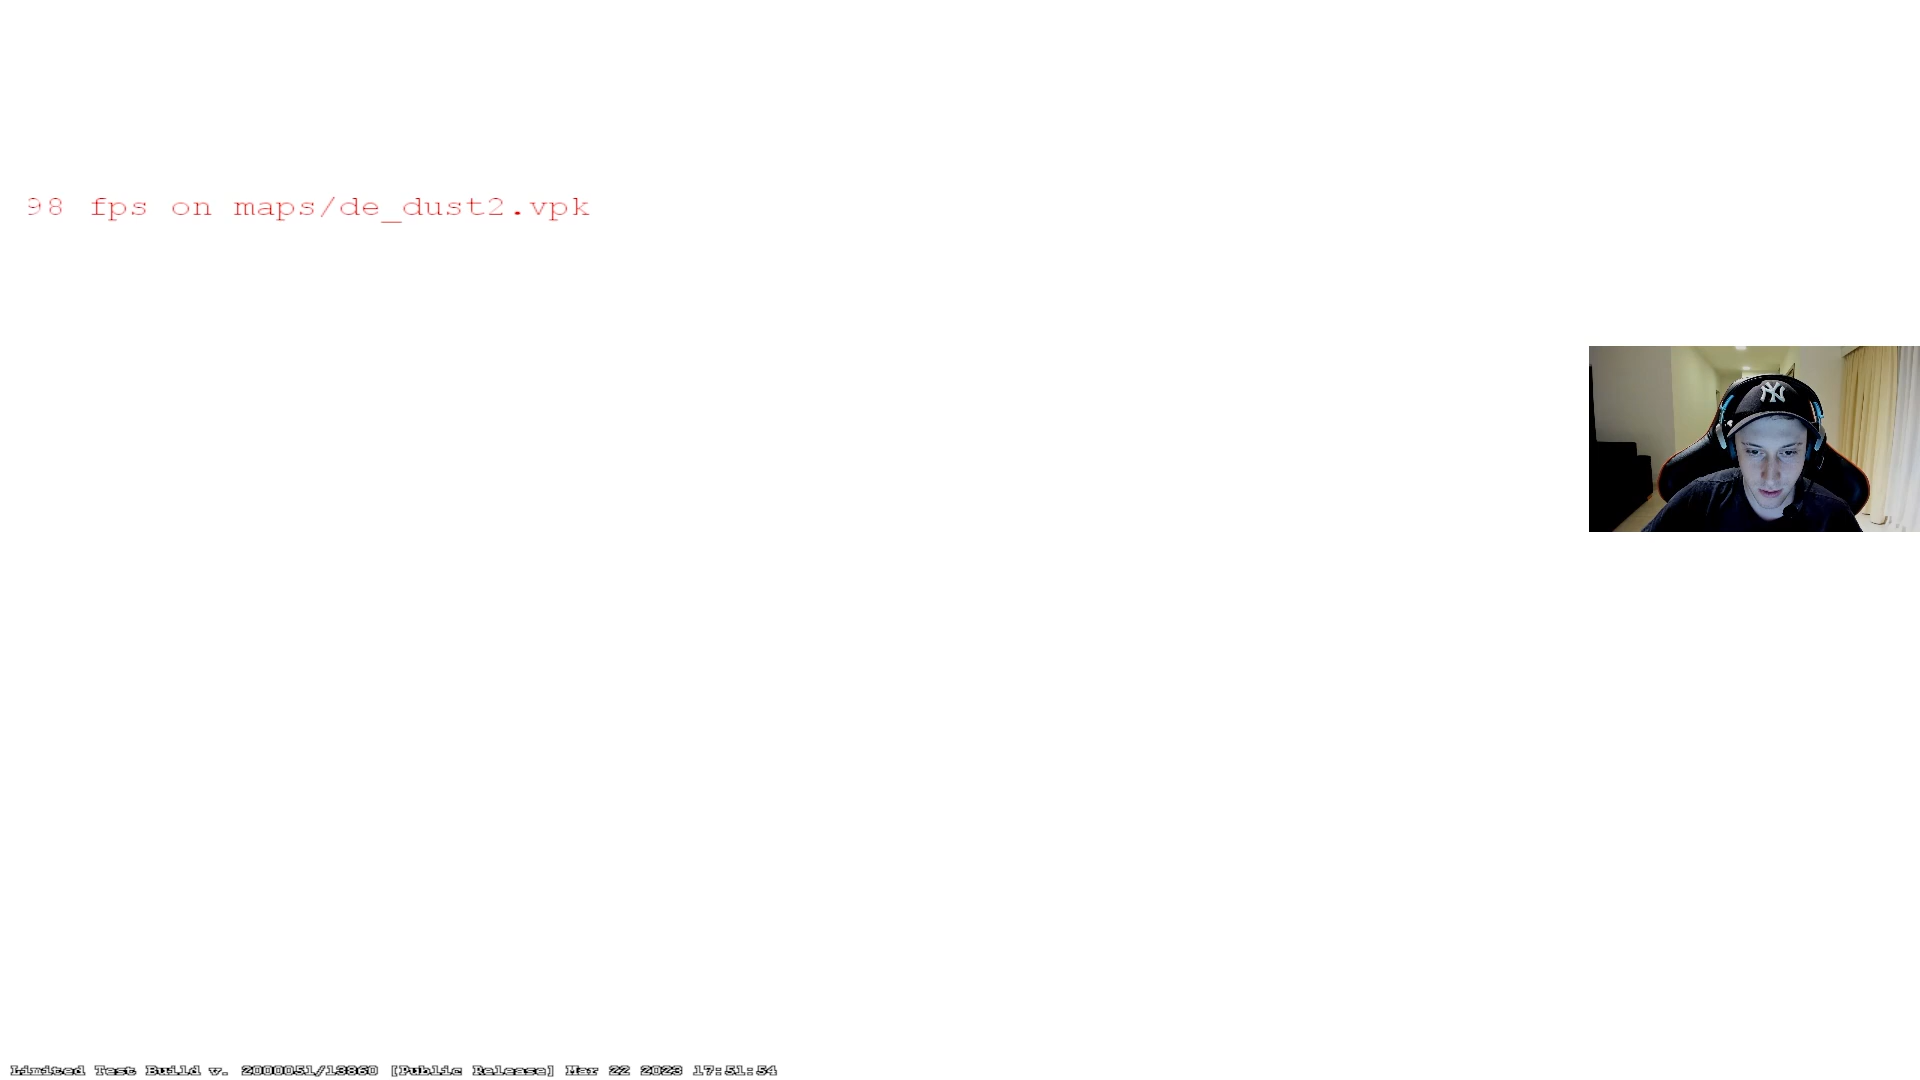 98 fps on maps/de_dust2.vpk
NY
Limited Test Build v. 2000051/13860 [Public Release] Mar 22 2023 17:51:54